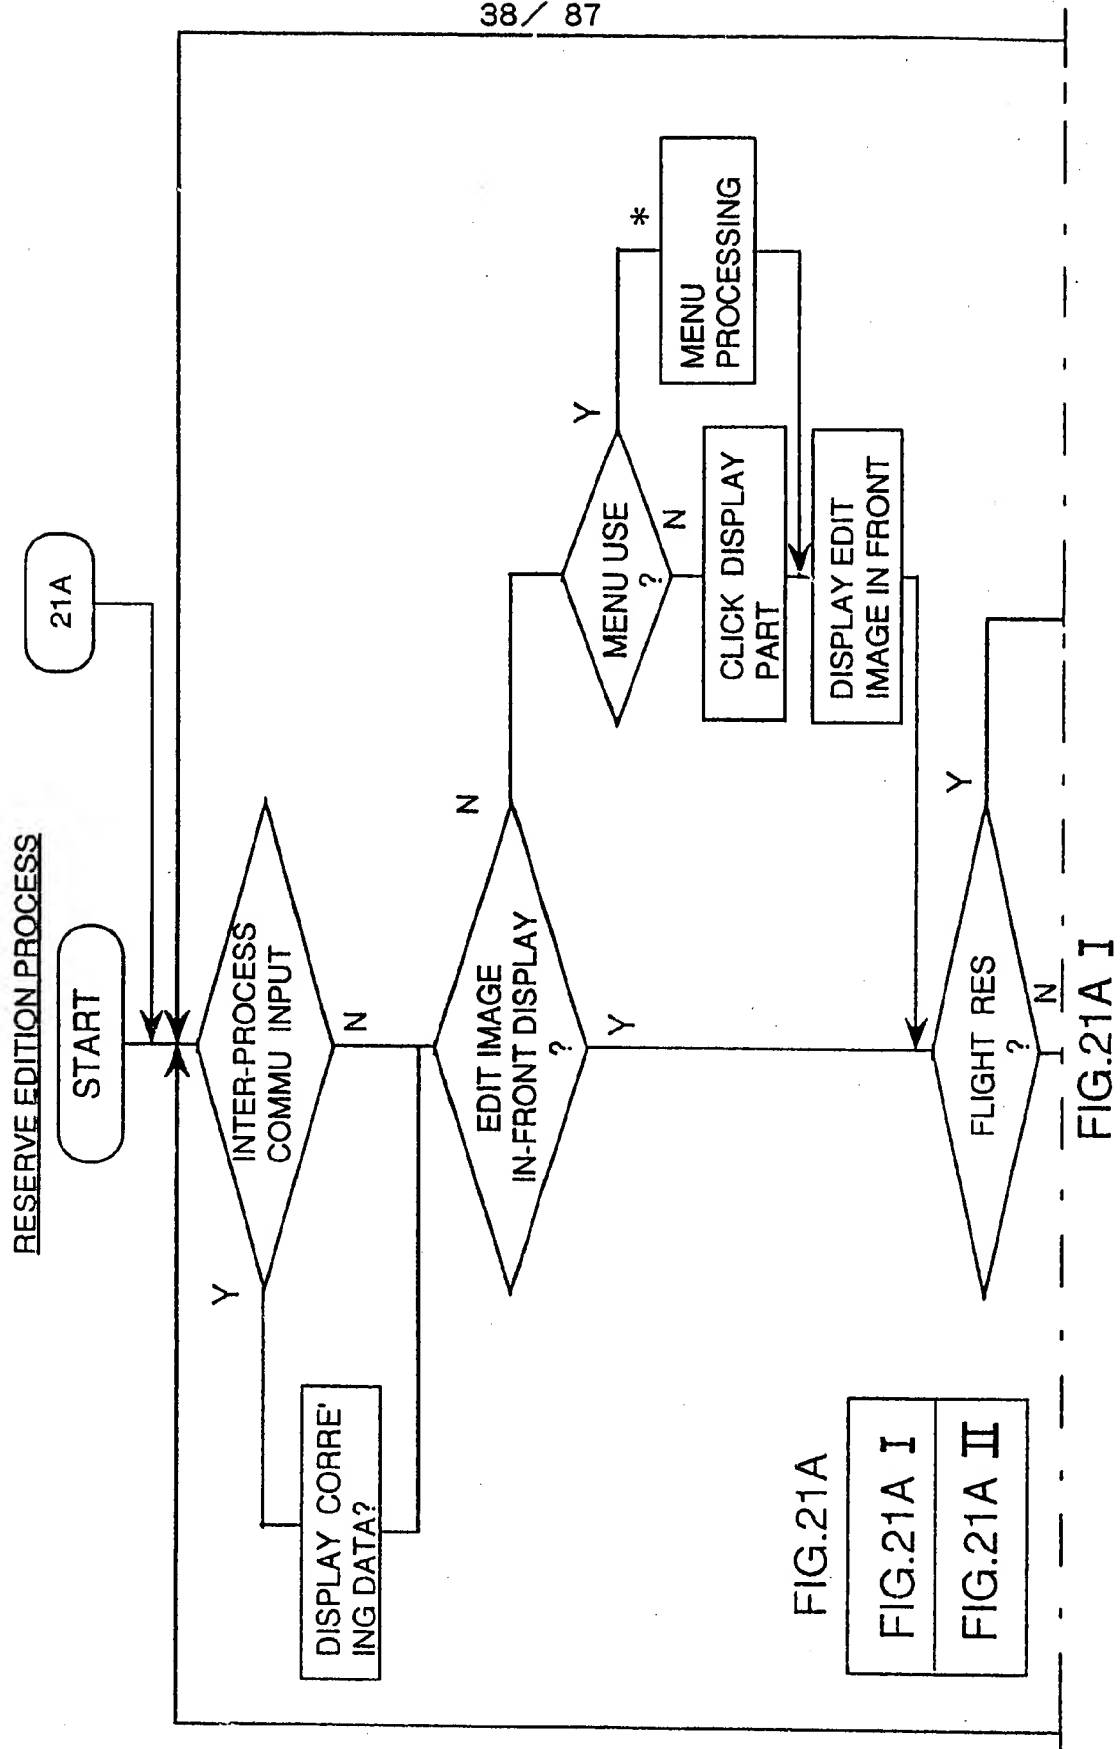 38/ 87
RESERVE EDITION PROCESS
START
21A
INTER-PROCESS
COMMU INPUT
Y
N
DISPLAY CORRE'
ING DATA?
EDIT IMAGE
IN-FRONT DISPLAY
?
N
Y
MENU USE
?
Y
N
*
MENU
PROCESSING
CLICK DISPLAY
PART
DISPLAY EDIT
IMAGE IN FRONT
FLIGHT RES
?
Y
N
FIG.21A
FIG.21A I
FIG.21A II
FIG.21A I